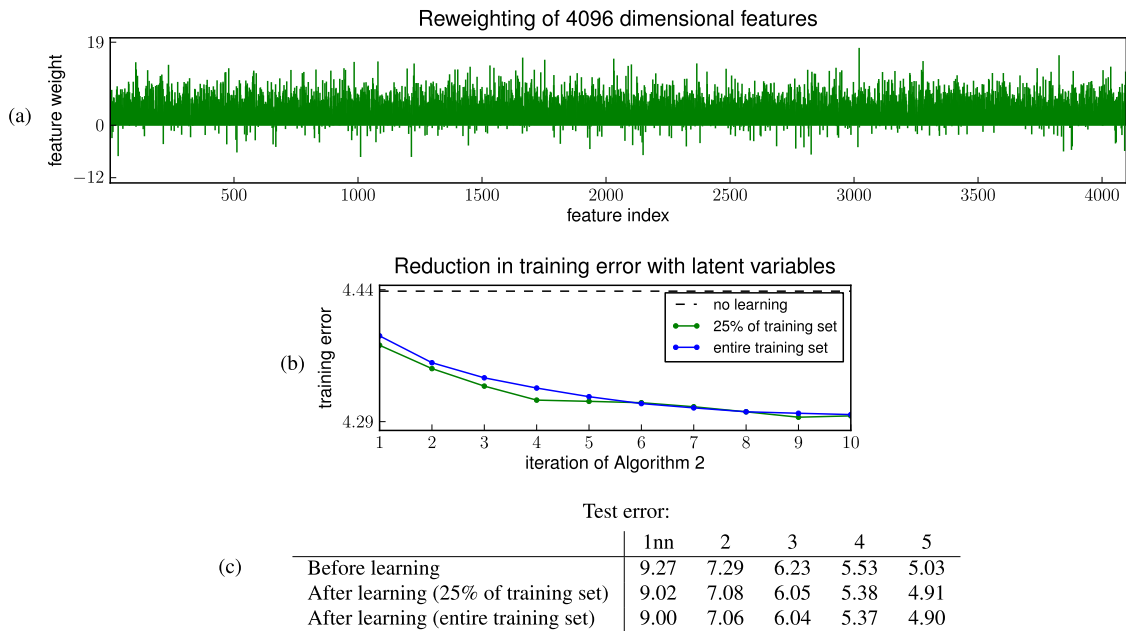 Reweighting of 4096 dimensional features
19
0
−12
feature weight
(a)
500 1000 1500 2000 2500 3000 3500 4000
feature index
Reduction in training error with latent variables
4.44
4.29
training error
(b)
no learning
25% of training set
entire training set
1 2 3 4 5 6 7 8 9 10
iteration of Algorithm 2
Test error:
1nn 2 3 4 5
(c)
Before learning 9.27 7.29 6.23 5.53 5.03
After learning (25% of training set) 9.02 7.08 6.05 5.38 4.91
After learning (entire training set) 9.00 7.06 6.04 5.37 4.90